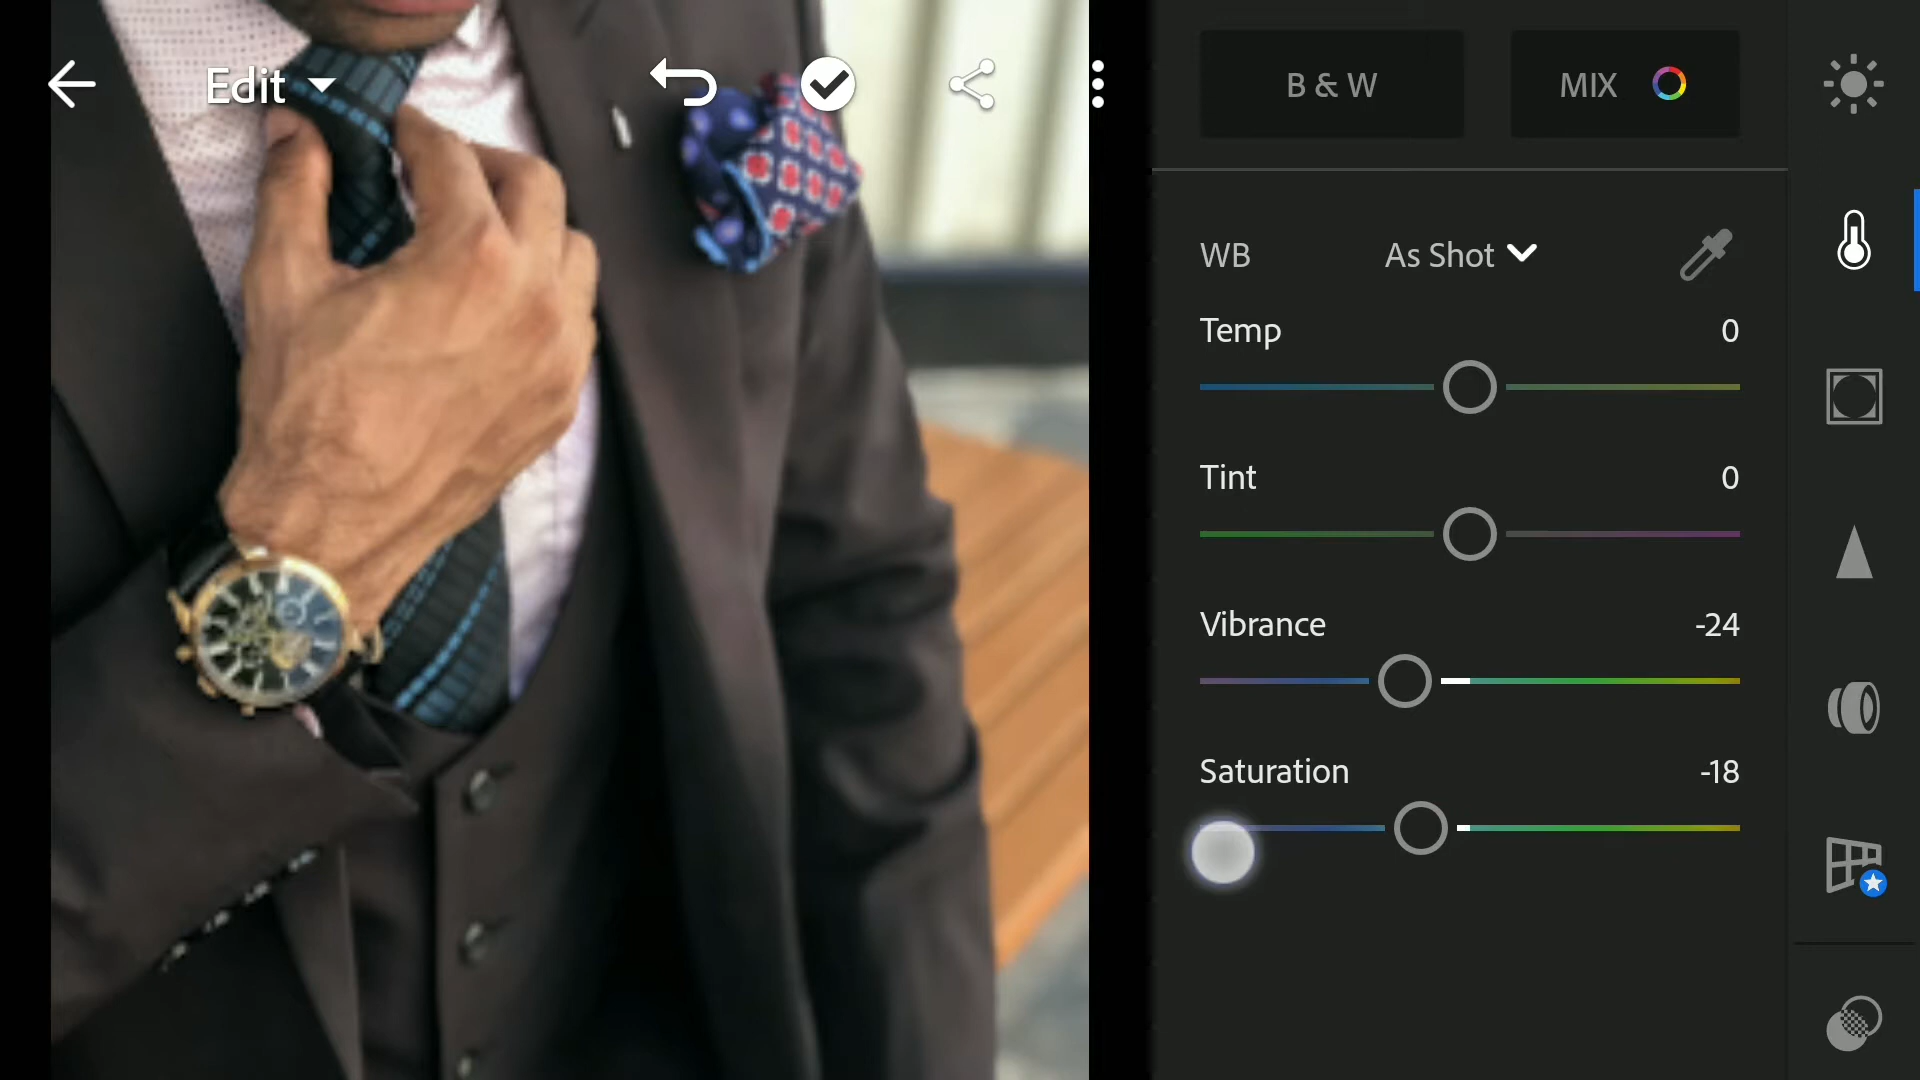 Edit
B & W
MIX
WB
As Shot
Temp
0
Tint
0
Vibrance
-24
Saturation
-18